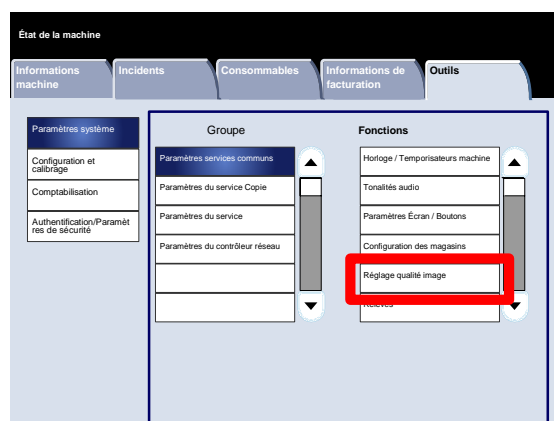 État de la machine
Informations machine
Incidents
Consommables
Informations de facturation
Outils
Paramètres système
Configuration et calibrage
Comptabilisation
Authentification/Paramèt
res de sécurité
Groupe
Paramètres services communs
Paramètres du service Copie
Paramètres du service
Paramètres du contrôleur réseau
Fonctions
Horloge / Temporisateurs machine
Tonalités audio
Paramètres Écran / Boutons
Configuration des magasins
Réglage qualité image
Relevés